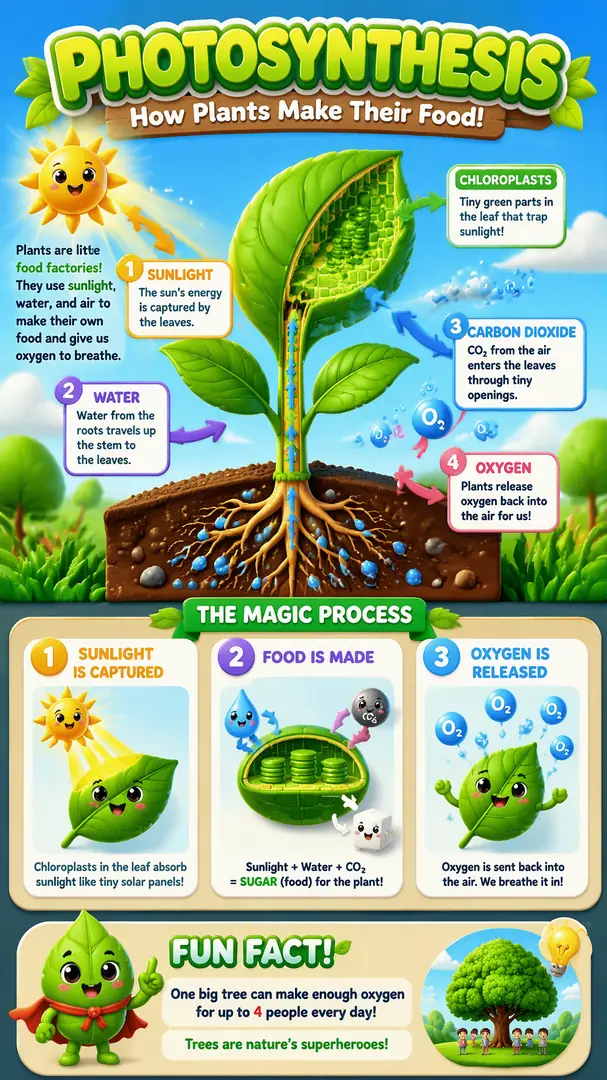 PHOTOSYNTHESIS
How Plants Make Their Food!
Plants are little
food factories!
They use sunlight,
water, and air to
make their own
food and give us
oxygen to breathe.
1 SUNLIGHT
The sun's energy
is captured by
the leaves.
CHLOROPLASTS
Tiny green parts in
the leaf that trap
sunlight!
2 WATER
Water from the
roots travels up
the stem to
the leaves.
3 CARBON DIOXIDE
CO₂ from the air
enters the leaves
through tiny
openings.
O₂
O₂
O₂
4 OXYGEN
Plants release
oxygen back into
the air for us!
THE MAGIC PROCESS
1 SUNLIGHT
IS CAPTURED
Chloroplasts in the leaf absorb
sunlight like tiny solar panels!
2 FOOD IS MADE
Sunlight + Water + CO₂
= SUGAR (food) for the plant!
3 OXYGEN IS
RELEASED
O₂
O₂
O₂
O₂
Oxygen is sent back into
the air. We breathe it in!
FUN FACT!
One big tree can make enough oxygen
for up to 4 people every day!
Trees are nature's superherooes!